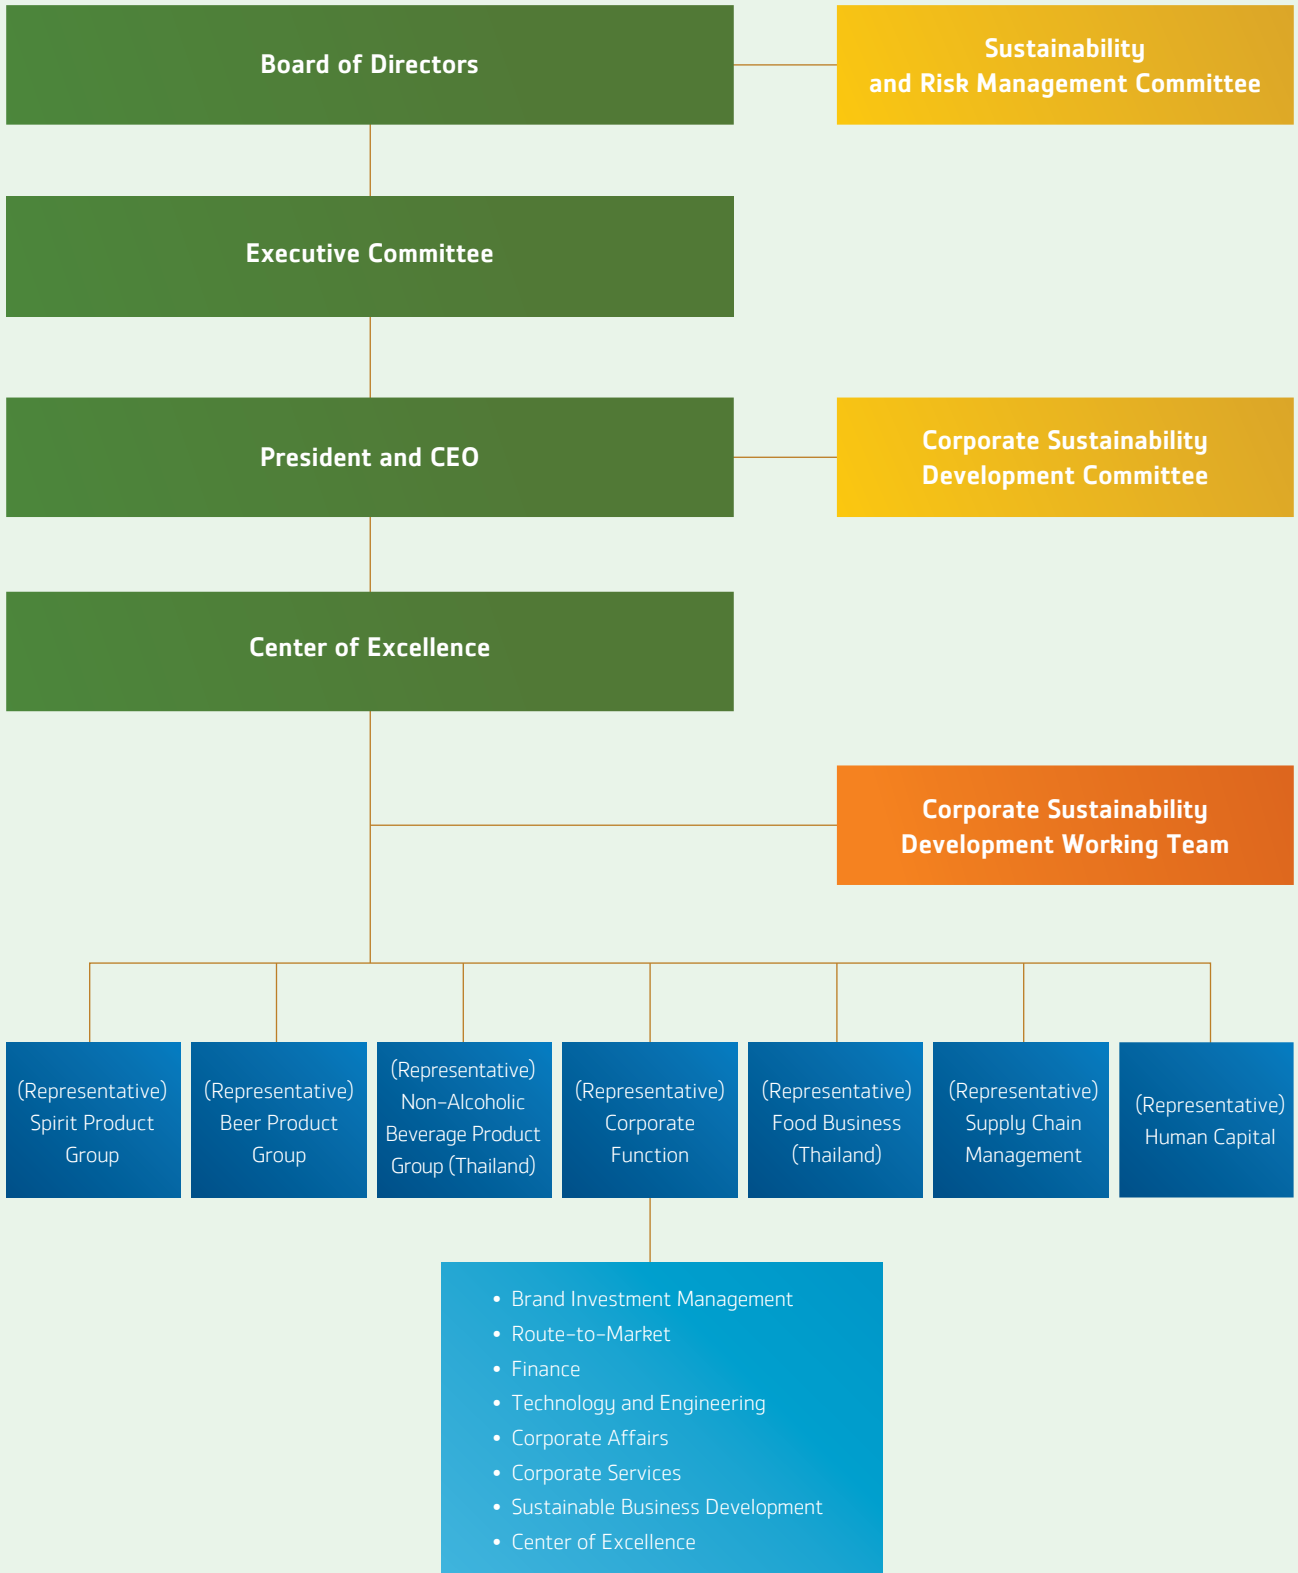 Board of Directors
Sustainability
and Risk Management Committee
Executive Committee
President and CEO
Corporate Sustainability
Development Committee
Center of Excellence
Corporate Sustainability
Development Working Team
(Representative)
Spirit Product
Group
(Representative)
Beer Product
Group
(Representative)
Non-Alcoholic
Beverage Product
Group (Thailand)
(Representative)
Corporate
Function
(Representative)
Food Business
(Thailand)
(Representative)
Supply Chain
Management
(Representative)
Human Capital
• Brand Investment Management
• Route-to-Market
• Finance
• Technology and Engineering
• Corporate Affairs
• Corporate Services
• Sustainable Business Development
• Center of Excellence